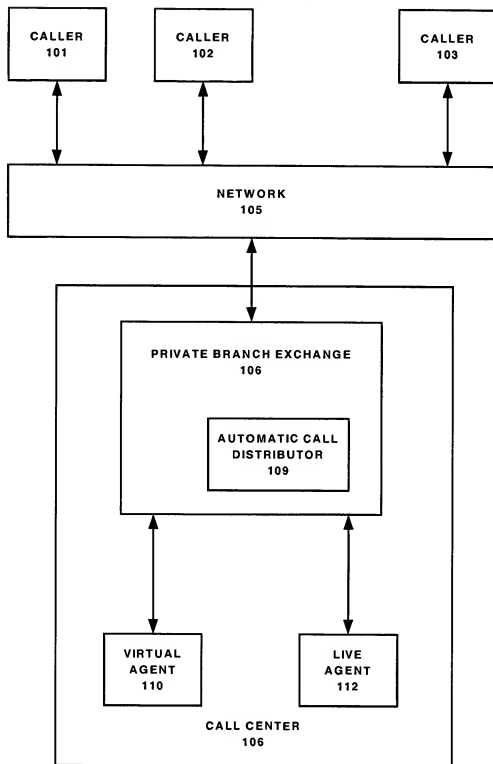 CALLER
101
CALLER
102
CALLER
103
NETWORK
105
PRIVATE BRANCH EXCHANGE
106
AUTOMATIC CALL
DISTRIBUTOR
109
VIRTUAL
AGENT
110
LIVE
AGENT
112
CALL CENTER
106